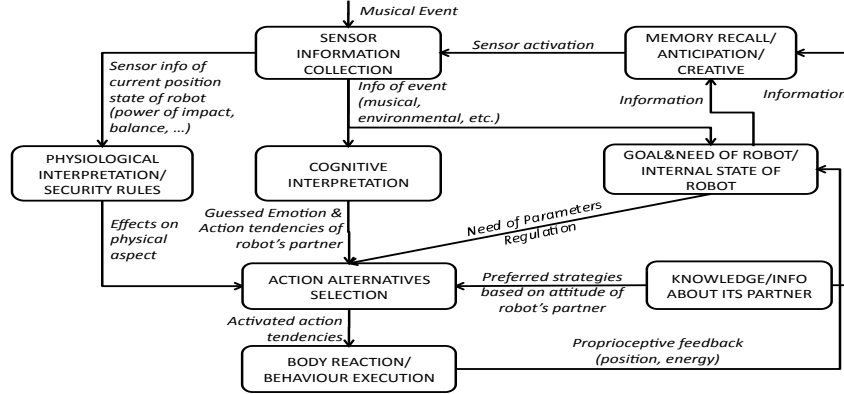 Musical Event
SENSOR
INFORMATION
COLLECTION
Sensor activation
MEMORY RECALL/
ANTICIPATION/
CREATIVE
Sensor info of
current position
state of robot
(power of impact,
balance, ...)
Info of event
(musical,
environmental, etc.)
Information
Information
PHYSIOLOGICAL
INTERPRETATION/
SECURITY RULES
COGNITIVE
INTERPRETATION
GOAL&NEED OF ROBOT/
INTERNAL STATE OF
ROBOT
Effects on
physical
aspect
Guessed Emotion &
Action tendencies of
robot's partner
Need of Parameters
Regulation
ACTION ALTERNATIVES
SELECTION
Preferred strategies
based on attitude of
robot's partner
KNOWLEDGE/INFO
ABOUT ITS PARTNER
Activated action
tendencies
BODY REACTION/
BEHAVIOUR EXECUTION
Proprioceptive feedback
(position, energy)